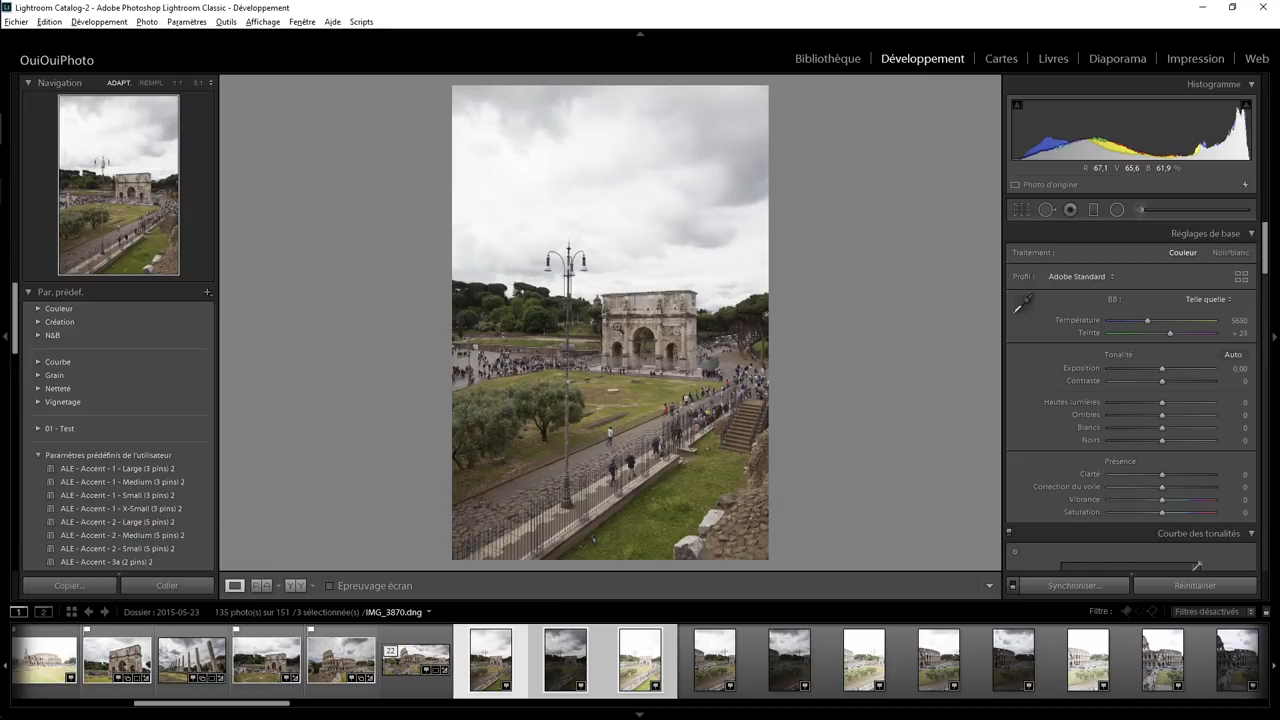 Lightroom Catalog-2 - Adobe Photoshop Lightroom Classic - Développement
Fichier Edition Développement Photo Paramètres Outils Affichage Fenêtre Aide Scripts
OuiOuiPhoto
Bibliothèque | Développement | Cartes | Livres | Diaporama | Impression | Web
Navigation ADAPT. REMPL. 1:1 3:1
Par. prédef. +
Couleur
Création
N&B
Courbe
Grain
Netteté
Vignetage
01 - Test
Paramètres prédéfinis de l'utilisateur
ALE - Accent - 1 - Large (3 pins) 2
ALE - Accent - 1 - Medium (3 pins) 2
ALE - Accent - 1 - Small (3 pins) 2
ALE - Accent - 1 - X-Small (3 pins) 2
ALE - Accent - 2 - Large (5 pins) 2
ALE - Accent - 2 - Medium (5 pins) 2
ALE - Accent - 2 - Small (5 pins) 2
ALE - Accent - 3a (2 pins) 2
Copier... Coller
Epreuvage écran
Histogramme
R 67,1 V 65,6 B 61,9 %
Photo d'origine
Réglages de base
Traitement : Couleur Noir/blanc
Profil : Adobe Standard
BB : Telle quelle
Température 5650
Teinte + 23
Tonalité Auto
Exposition 0,00
Contraste 0
Hautes lumières 0
Ombres 0
Blancs 0
Noirs 0
Présence
Clarté 0
Correction du voile 0
Vibrance 0
Saturation 0
Courbe des tonalités
Synchroniser... Réinitialiser
1 2 Dossier : 2015-05-23 135 photo(s) sur 151 /3 sélectionnée(s) /IMG_3870.dng Filtre : Filtres désactivés
22